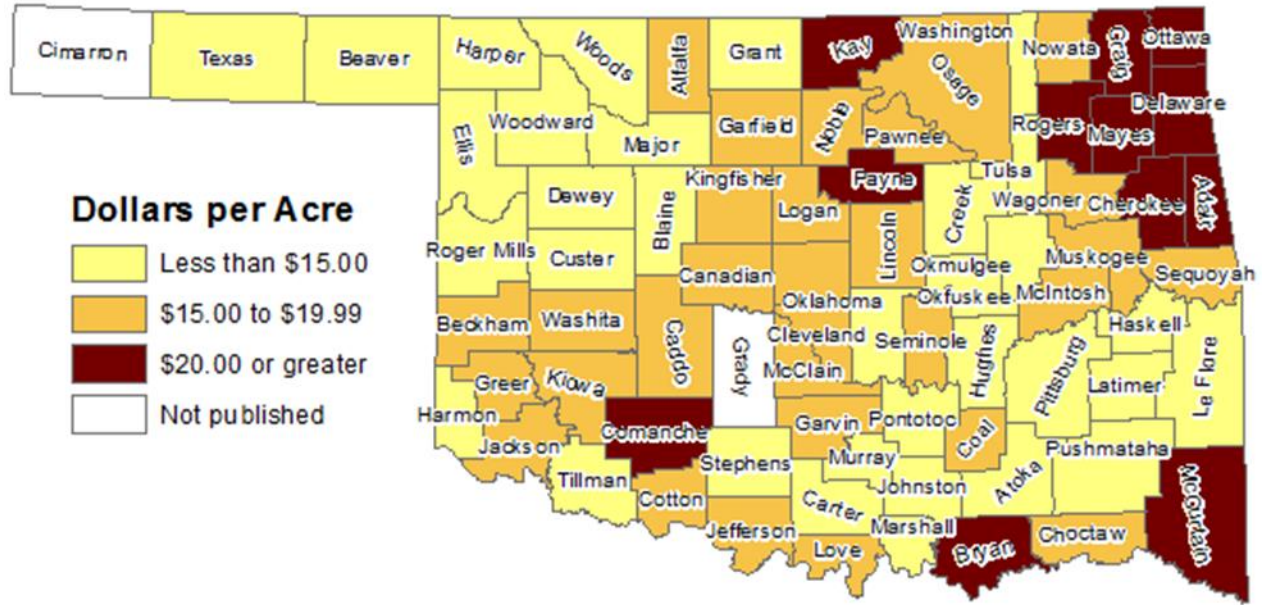 Cimarron
Texas
Beaver
Harper
Woods
Alfalfa
Grant
Kay
Washington
Osage
Nowata
Craig
Ottawa
Ellis
Woodward
Major
Garfield
Noble
Pawnee
Rogers
Mayes
Delaware
Dollars per Acre
Less than $15.00
$15.00 to $19.99
$20.00 or greater
Not published
Roger Mills
Dewey
Custer
Blaine
Kingfisher
Logan
Payne
Creek
Tulsa
Wagoner
Cherokee
Adair
Canadian
Oklahoma
Lincoln
Okmulgee
Okfuskee
Muskogee
McIntosh
Sequoyah
Beckham
Washita
Caddo
Grady
Cleveland
McClain
Seminole
Hughes
Pittsburg
Haskell
Latimer
Le Flore
Greer
Kiowa
Harmon
Jackson
Comanche
Tillman
Cotton
Stephens
Jefferson
Garvin
Murray
Carter
Love
Pontotoc
Johnston
Marshall
Coal
Atoka
Bryan
Pushmataha
Choctaw
McCurtain